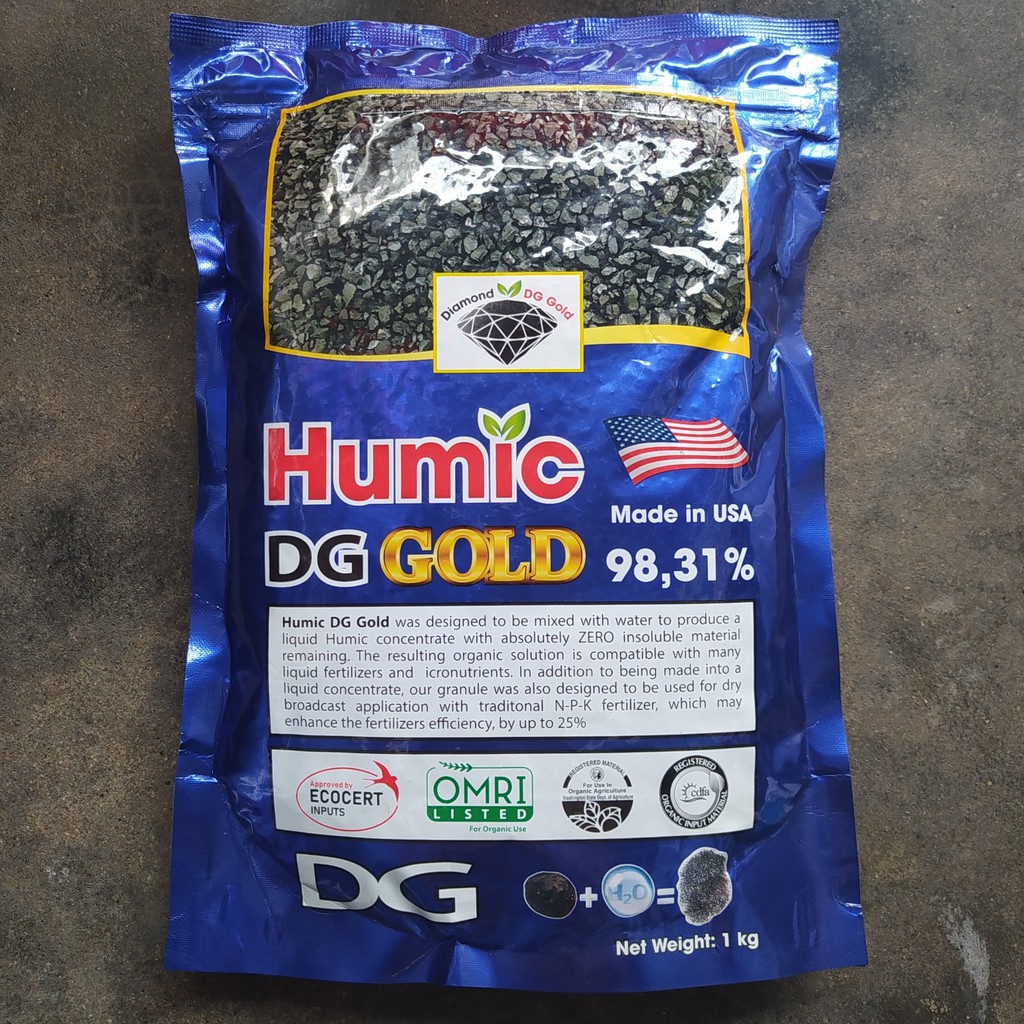 Diamond DG Gold
Humic
Made in USA
DG GOLD
98,31%
Humic DG Gold was designed to be mixed with water to produce a
liquid Humic concentrate with absolutely ZERO insoluble material
remaining. The resulting organic solution is compatible with many
liquid fertilizers and icronutrients. In addition to being made into a
liquid concentrate, our granule was also designed to be used for dry
broadcast application with traditonal N-P-K fertilizer, which may
enhance the fertilizers efficiency, by up to 25%
Approved by
ECOCERT
INPUTS
OMRI
LISTED
For Organic Use
REGISTERED MATERIAL
For Use in
Organic Agriculture
Washington State Dept. of Agriculture
REGISTERED
cdfa
ORGANIC INPUT MATERIAL
DG
+ H2O =
Net Weight: 1 kg